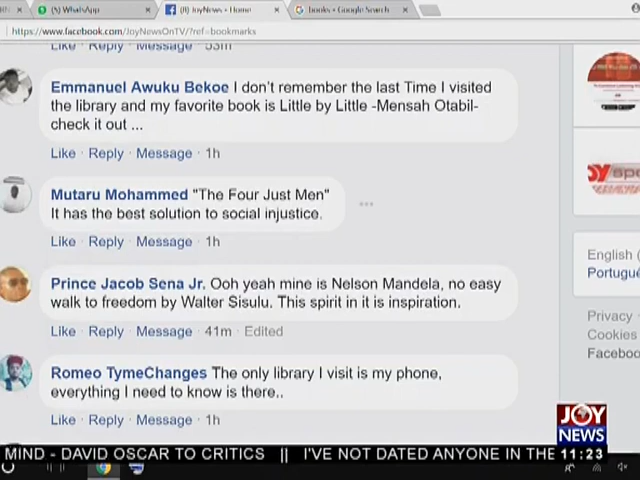 (5) WhatsApp
(8) JoyNews - Home
books - Google Search
https://www.facebook.com/JoyNewsOnTV/?ref=bookmarks
Like · Reply · Message · 53m
Emmanuel Awuku Bekoe I don't remember the last Time I visited
the library and my favorite book is Little by Little -Mensah Otabil-
check it out ...
Like · Reply · Message · 1h
Mutaru Mohammed "The Four Just Men"
It has the best solution to social injustice.
Like · Reply · Message · 1h
Prince Jacob Sena Jr. Ooh yeah mine is Nelson Mandela, no easy
walk to freedom by Walter Sisulu. This spirit in it is inspiration.
Like · Reply · Message · 41m · Edited
Romeo TymeChanges The only library I visit is my phone,
everything I need to know is there..
Like · Reply · Message · 1h
English (
Portugu
Privacy ·
Cookies
Faceboo
JOY
NEWS
MIND - DAVID OSCAR TO CRITICS || I'VE NOT DATED ANYONE IN THE 11:23